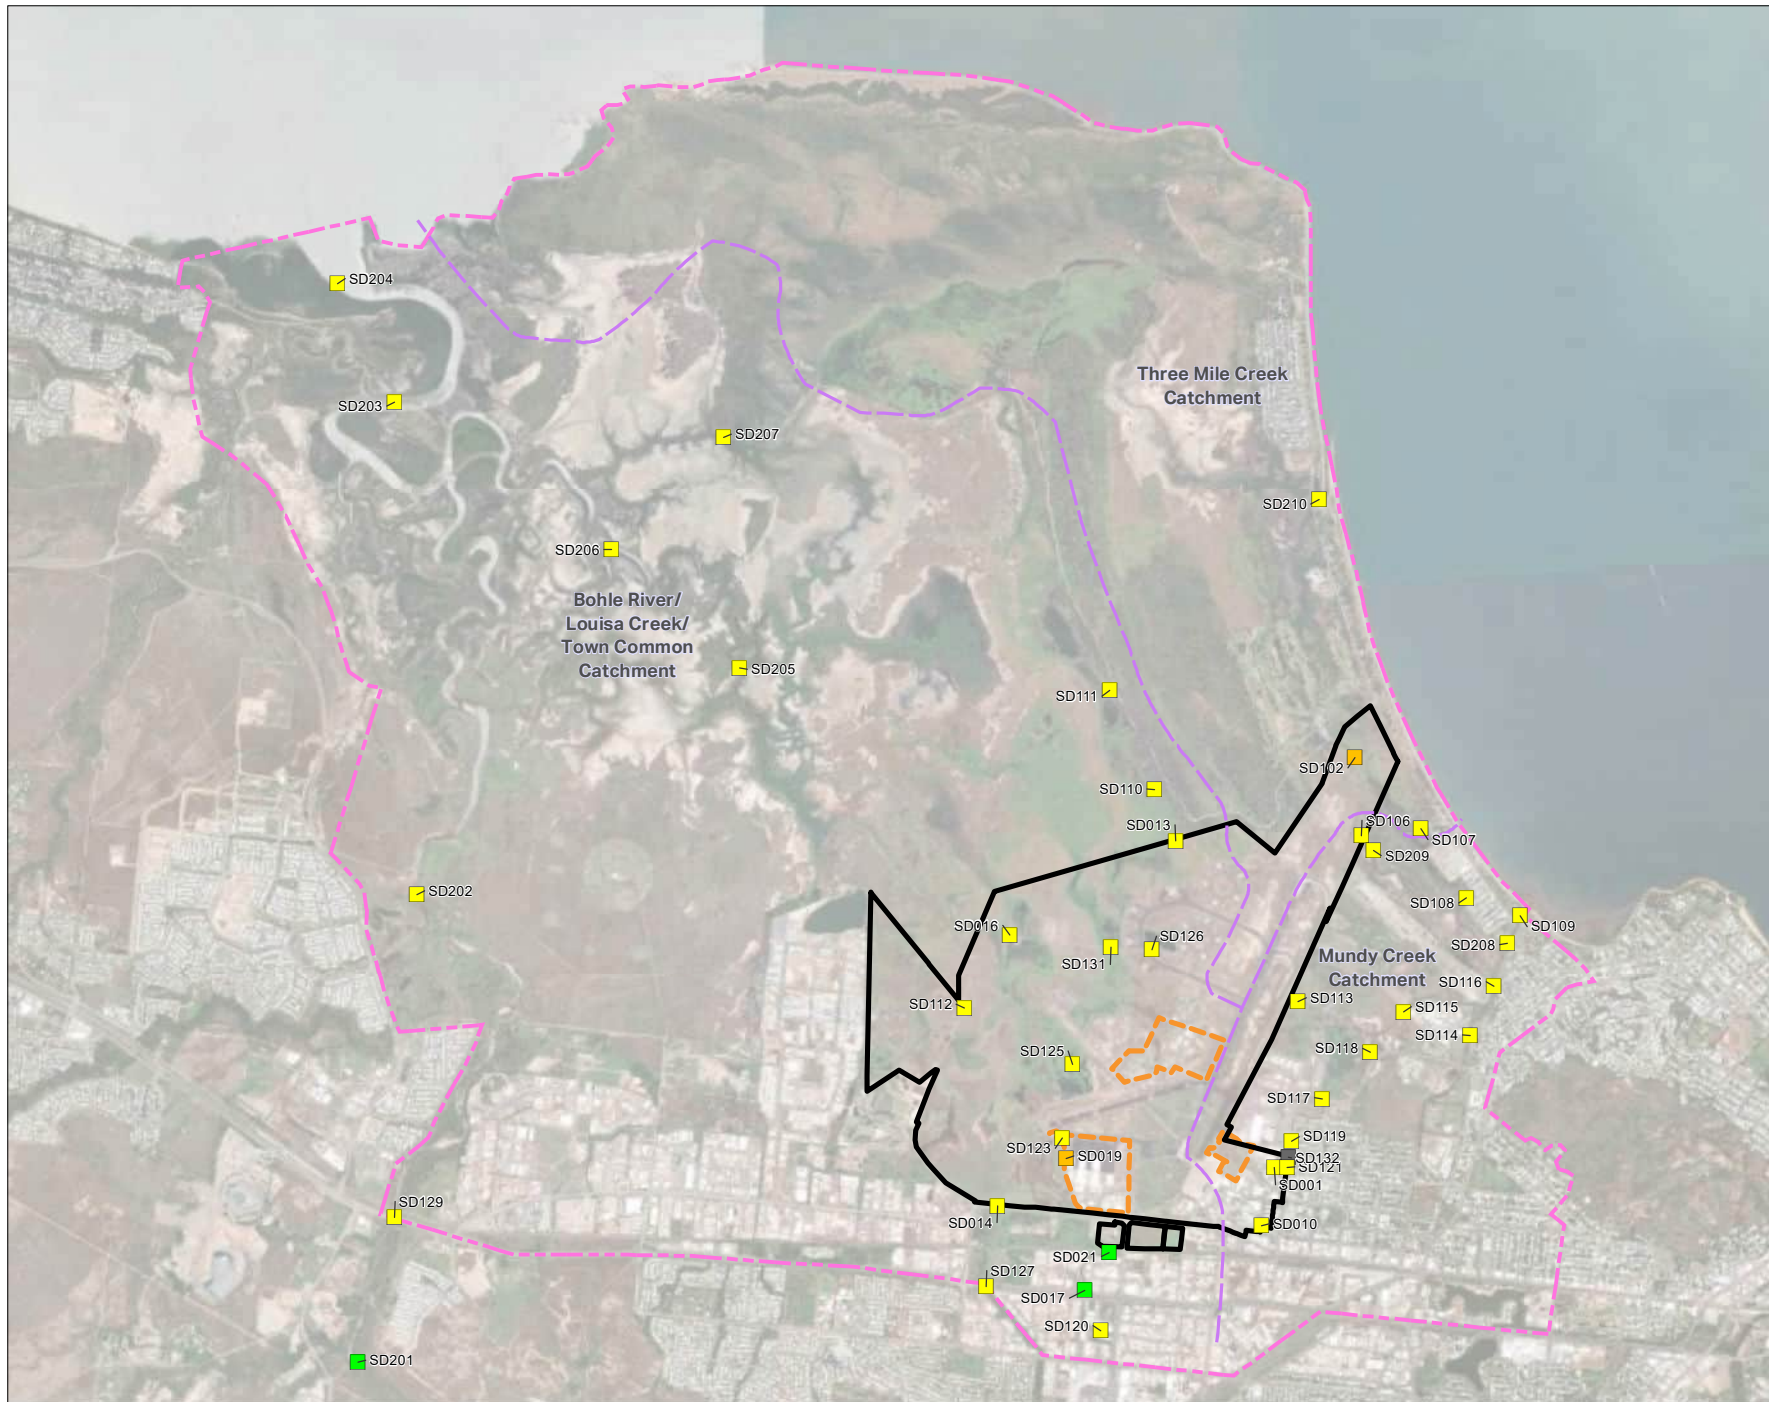 SD204
Three Mile Creek
Catchment
SD203
SD207
SD210
SD206
Bohle River/
Louisa Creek/
Town Common
Catchment
SD205
SD111
SD102
SD110
SD013
SD106
SD107
SD209
SD202
SD108
SD016
SD109
SD126
SD208
SD131
Mundy Creek
Catchment
SD116
SD112
SD113
SD115
SD114
SD125
SD118
SD117
SD119
SD123
SD019
SD132
SD121
SD001
SD129
SD014
SD010
SD021
SD127
SD017
SD120
SD201